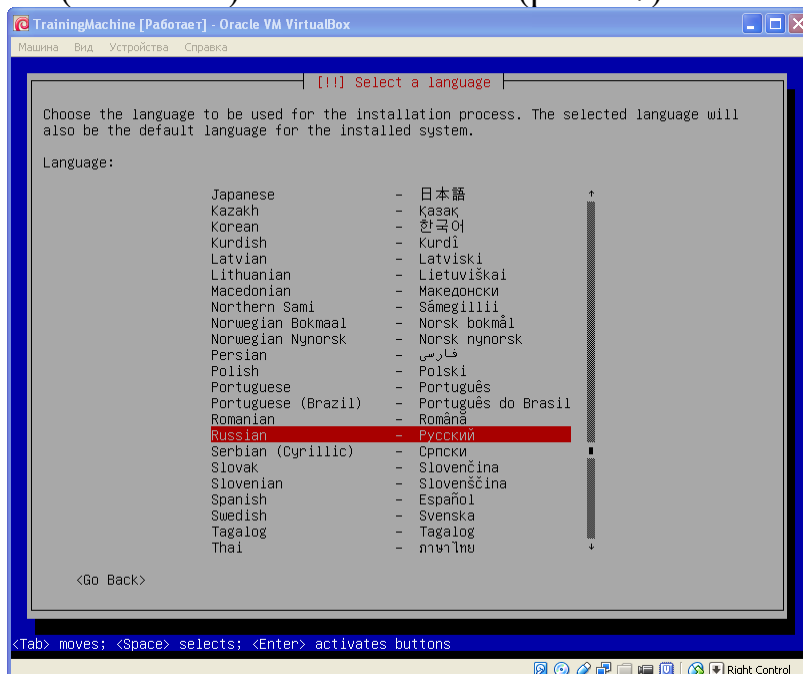 TrainingMachine [Работает] - Oracle VM VirtualBox
Машина Вид Устройства Справка
[!!] Select a language
Choose the language to be used for the installation process. The selected language will
also be the default language for the installed system.
Language:
Japanese - 日本語
Kazakh - Қазақ
Korean - 한국어
Kurdish - Kurdî
Latvian - Latviski
Lithuanian - Lietuviškai
Macedonian - Македонски
Northern Sami - Sámegillii
Norwegian Bokmaal - Norsk bokmål
Norwegian Nynorsk - Norsk nynorsk
Persian - فارسی
Polish - Polski
Portuguese - Português
Portuguese (Brazil) - Português do Brasil
Romanian - Română
Russian - Русский
Serbian (Cyrillic) - Српски
Slovak - Slovenčina
Slovenian - Slovenščina
Spanish - Español
Swedish - Svenska
Tagalog - Tagalog
Thai - ภาษาไทย
<Go Back>
<Tab> moves; <Space> selects; <Enter> activates buttons
Right Control